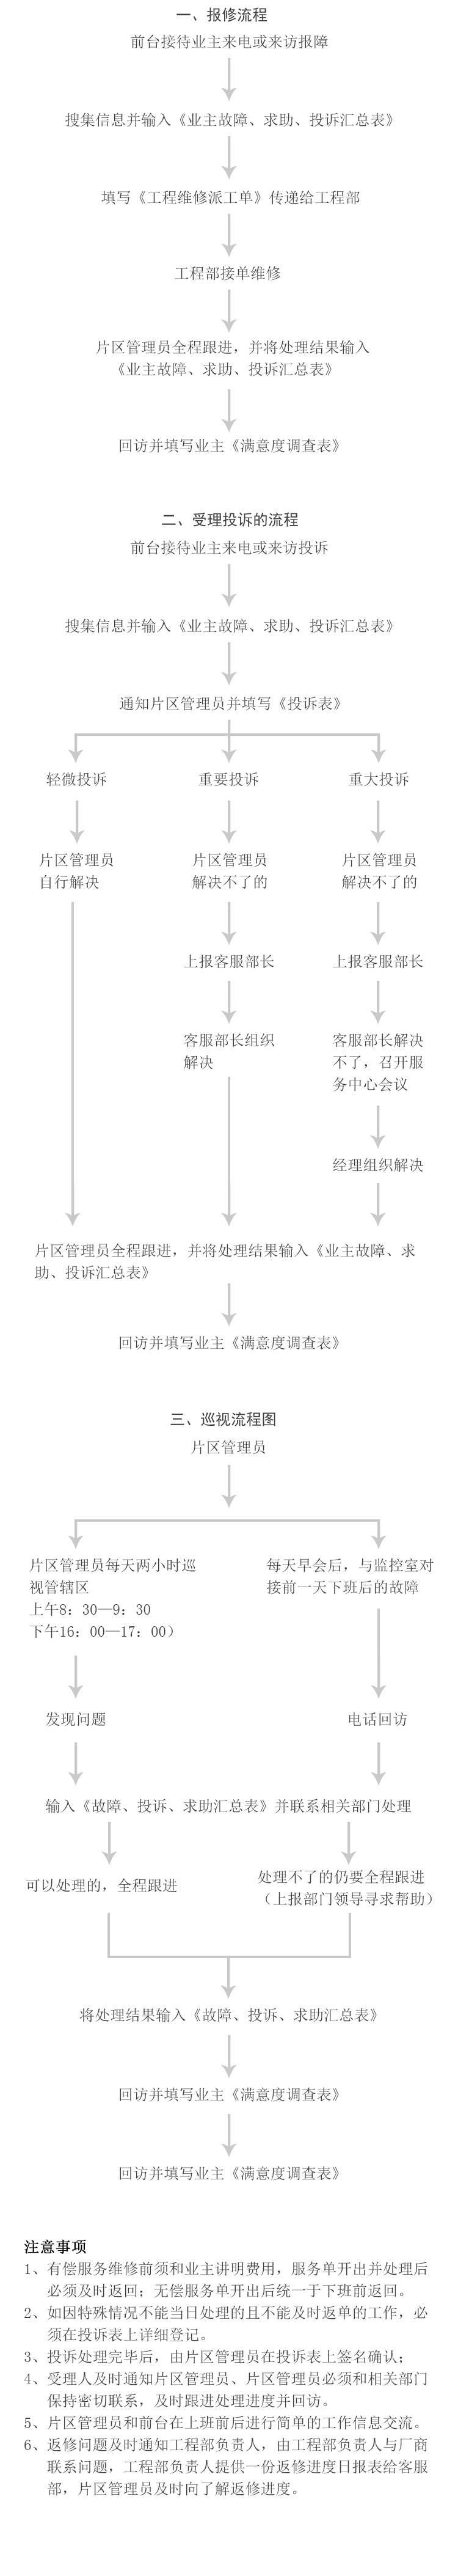 一、报修流程
前台接待业主来电或来访报障
搜集信息并输入《业主故障、求助、投诉汇总表》
填写《工程维修派工单》传递给工程部
工程部接单维修
片区管理员全程跟进，并将处理结果输入
《业主故障、求助、投诉汇总表》
回访并填写业主《满意度调查表》
二、受理投诉的流程
前台接待业主来电或来访投诉
搜集信息并输入《业主故障、求助、投诉汇总表》
通知片区管理员并填写《投诉表》
轻微投诉
重要投诉
重大投诉
片区管理员
自行解决
片区管理员
解决不了的
片区管理员
解决不了的
上报客服部长
上报客服部长
客服部长组织
解决
客服部长解决
不了，召开服
务中心会议
经理组织解决
片区管理员全程跟进，并将处理结果输入《业主故障、求
助、投诉汇总表》
回访并填写业主《满意度调查表》
三、巡视流程图
片区管理员
片区管理员每天两小时巡
视管辖区
上午8：30—9：30
下午16：00—17：00）
每天早会后，与监控室对
接前一天下班后的故障
发现问题
电话回访
输入《故障、投诉、求助汇总表》并联系相关部门处理
可以处理的，全程跟进
处理不了的仍要全程跟进
（上报部门领导寻求帮助）
将处理结果输入《故障、投诉、求助汇总表》
回访并填写业主《满意度调查表》
回访并填写业主《满意度调查表》
注意事项
1、有偿服务维修前须和业主讲明费用，服务单开出并处理后
必须及时返回；无偿服务单开出后统一于下班前返回。
2、如因特殊情况不能当日处理的且不能及时返单的工作，必
须在投诉表上详细登记。
3、投诉处理完毕后，由片区管理员在投诉表上签名确认；
4、受理人及时通知片区管理员、片区管理员必须和相关部门
保持密切联系，及时跟进处理进度并回访。
5、片区管理员和前台在上班前后进行简单的工作信息交流。
6、返修问题及时通知工程部负责人，由工程部负责人与厂商
联系问题，工程部负责人提供一份返修进度日报表给客服
部，片区管理员及时向了解返修进度。